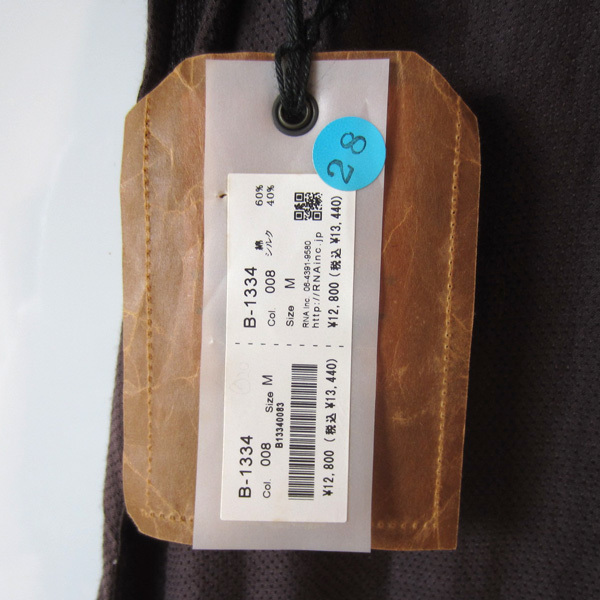 28
B-1334
綿 60%
シルク 40%
Col. 008
Size M
RNA inc. 06-4391-9580
http://RNAinc.jp
¥12,800 (税込 ¥13,440)
B-1334
Col. 008 Size M
B13340083
¥12,800 (税込 ¥13,440)